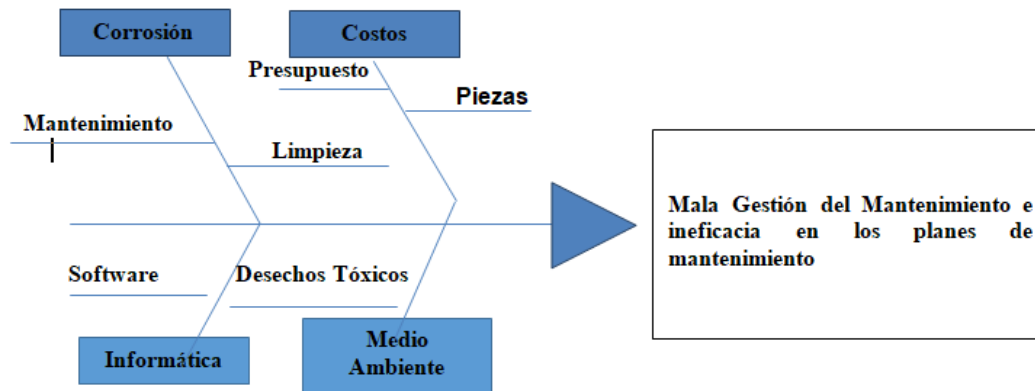 Corrosión
Costos
Presupuesto
Piezas
Mantenimiento
Limpieza
Mala Gestión del Mantenimiento e
ineficacia en los planes de
mantenimiento
Software
Desechos Tóxicos
Informática
Medio
Ambiente